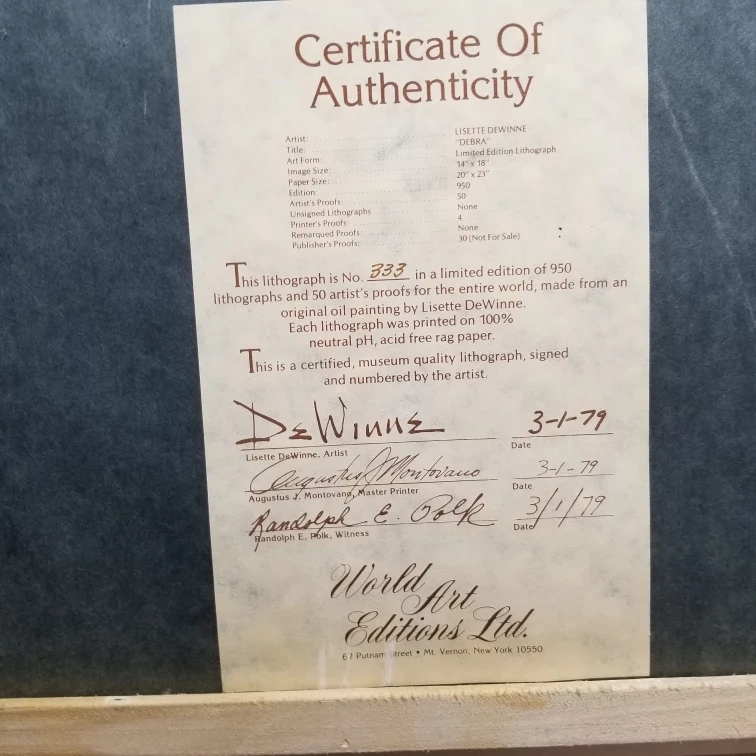 Certificate Of
Authenticity
Artist: LISETTE DEWINNE
Title: "DEBRA"
Art Form: Limited Edition Lithograph
Image Size: 14" x 18"
Paper Size: 20" x 23"
Edition: 950
Artist's Proofs: 50
Unsigned Lithographs None
Printer's Proofs: 4
Remarqued Proofs: None
Publisher's Proofs: 30 (Not For Sale)
This lithograph is No. 333 in a limited edition of 950
lithographs and 50 artist's proofs for the entire world, made from an
original oil painting by Lisette DeWinne.
Each lithograph was printed on 100%
neutral pH, acid free rag paper.
This is a certified, museum quality lithograph, signed
and numbered by the artist.
DeWinne 3-1-79
Lisette DeWinne, Artist Date
Augustus J Montovano 3-1-79
Augustus J. Montovano, Master Printer Date
Randolph E. Polk 3/1/79
Randolph E. Polk, Witness Date
World
Art
Editions Ltd.
67 Putnam Street • Mt. Vernon, New York 10550